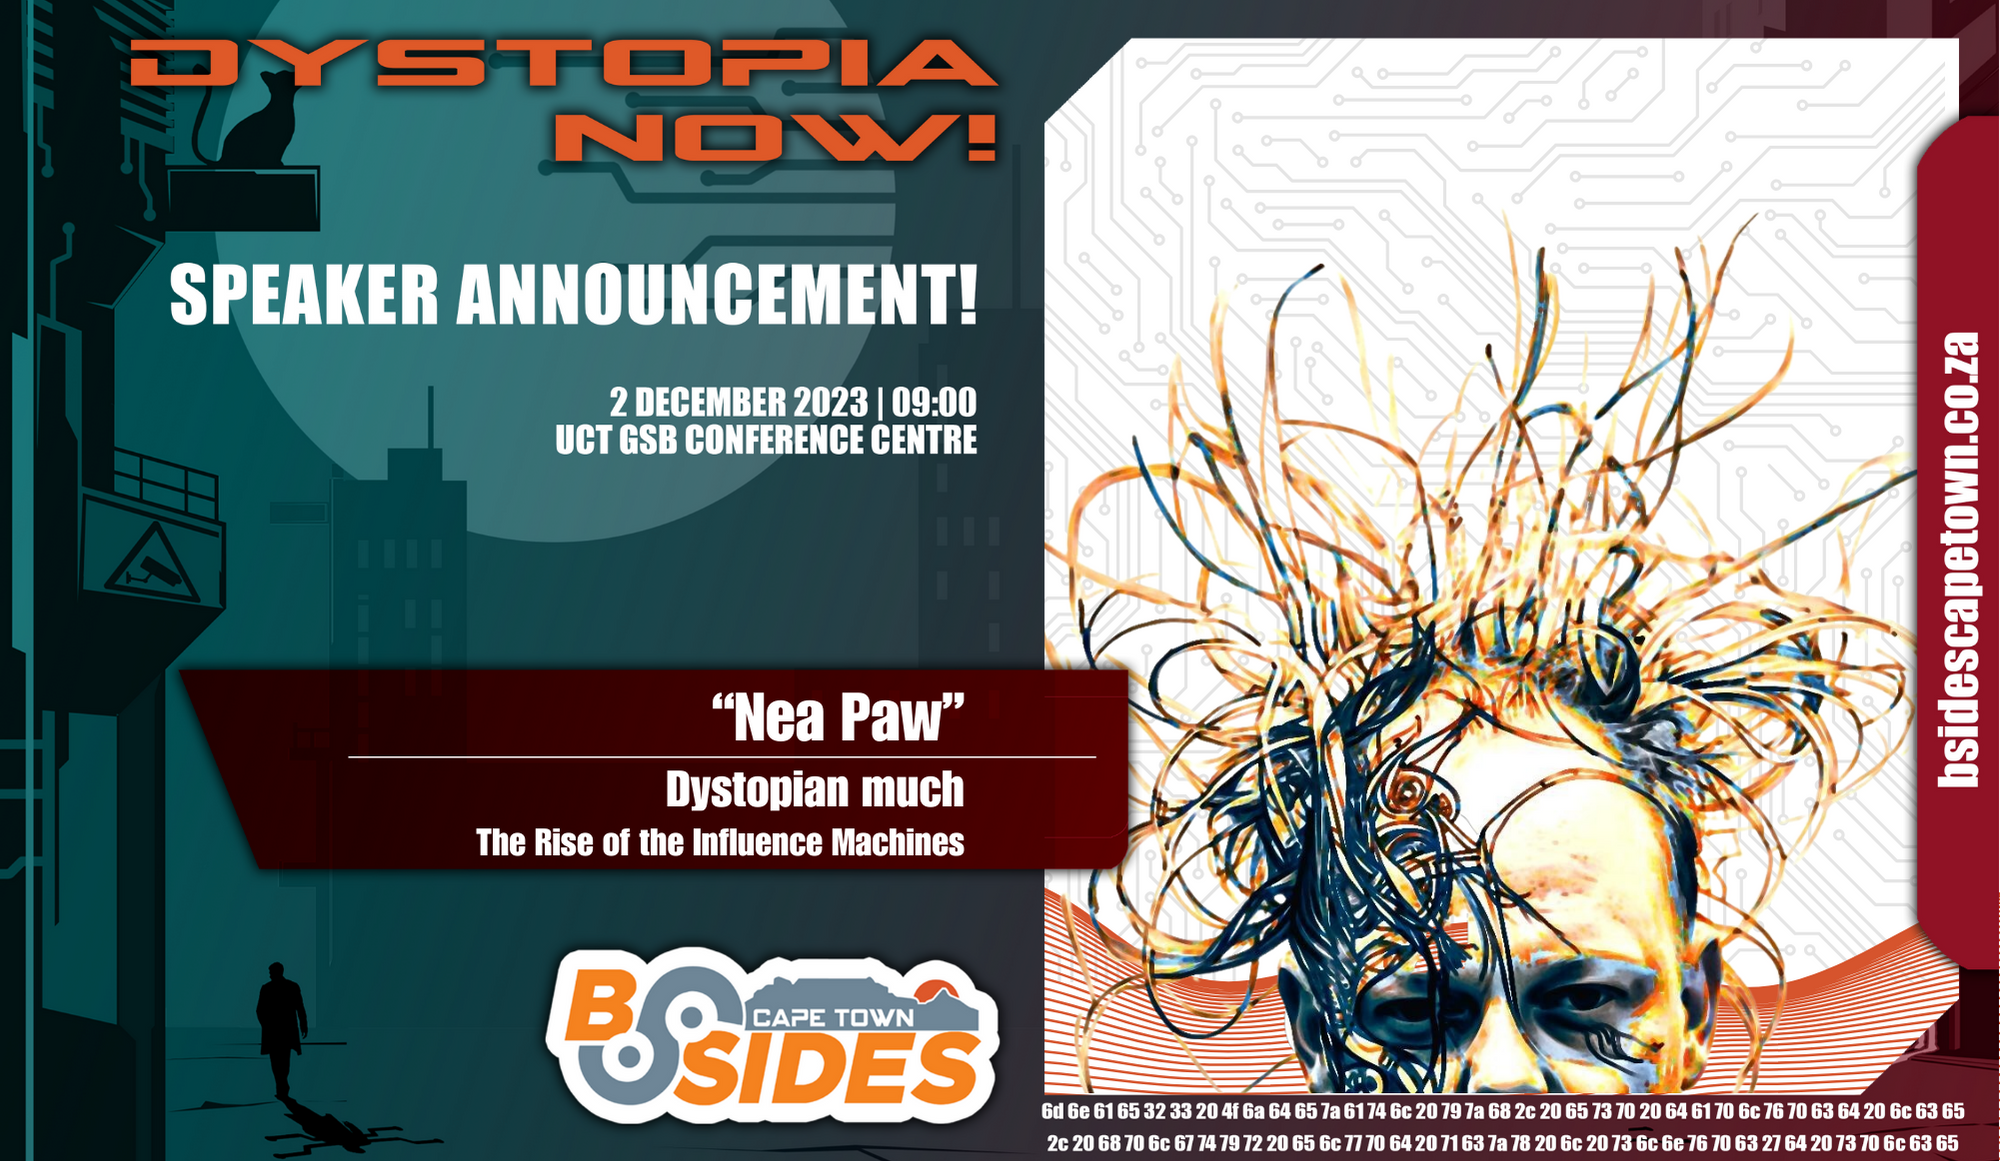 DYSTOPIA
NOW!
SPEAKER ANNOUNCEMENT!
2 DECEMBER 2023 | 09:00
UCT GSB CONFERENCE CENTRE
“Nea Paw”
Dystopian much
The Rise of the Influence Machines
BSIDES
CAPE TOWN
bsidescapetown.co.za
6d 6e 61 65 32 33 20 4f 6a 64 65 7a 61 74 6c 20 79 7a 68 2c 20 65 73 70 20 64 61 70 6c 76 70 63 64 20 6c 63 65
2c 20 68 70 6c 67 74 79 72 20 65 6c 77 70 64 20 71 63 7a 78 20 6c 20 73 6c 6e 76 70 63 27 64 20 73 70 6c 63 65